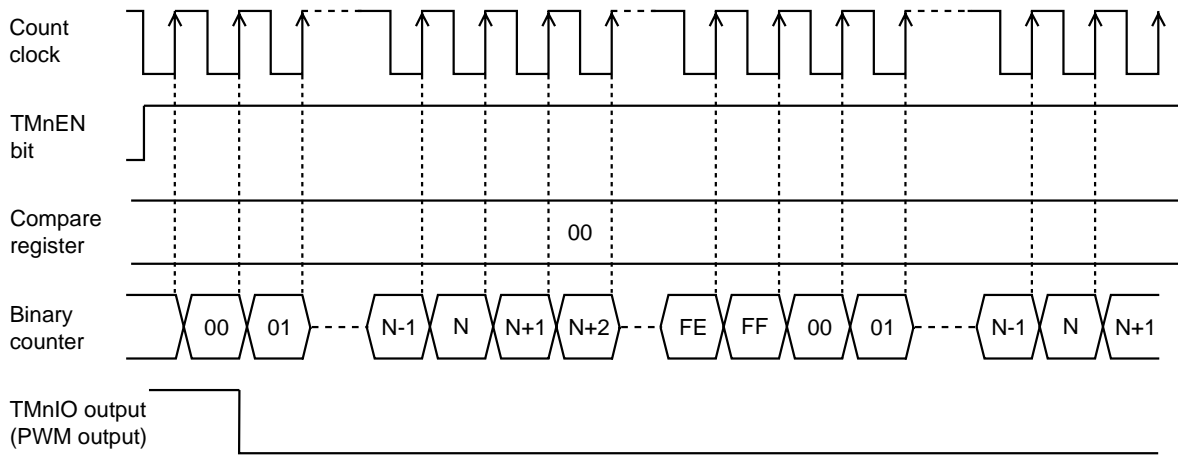 Count
clock
TMnEN
bit
Compare
register
00
Binary
counter
00 01 N-1 N N+1 N+2 FE FF 00 01 N-1 N N+1
TMnIO output
(PWM output)